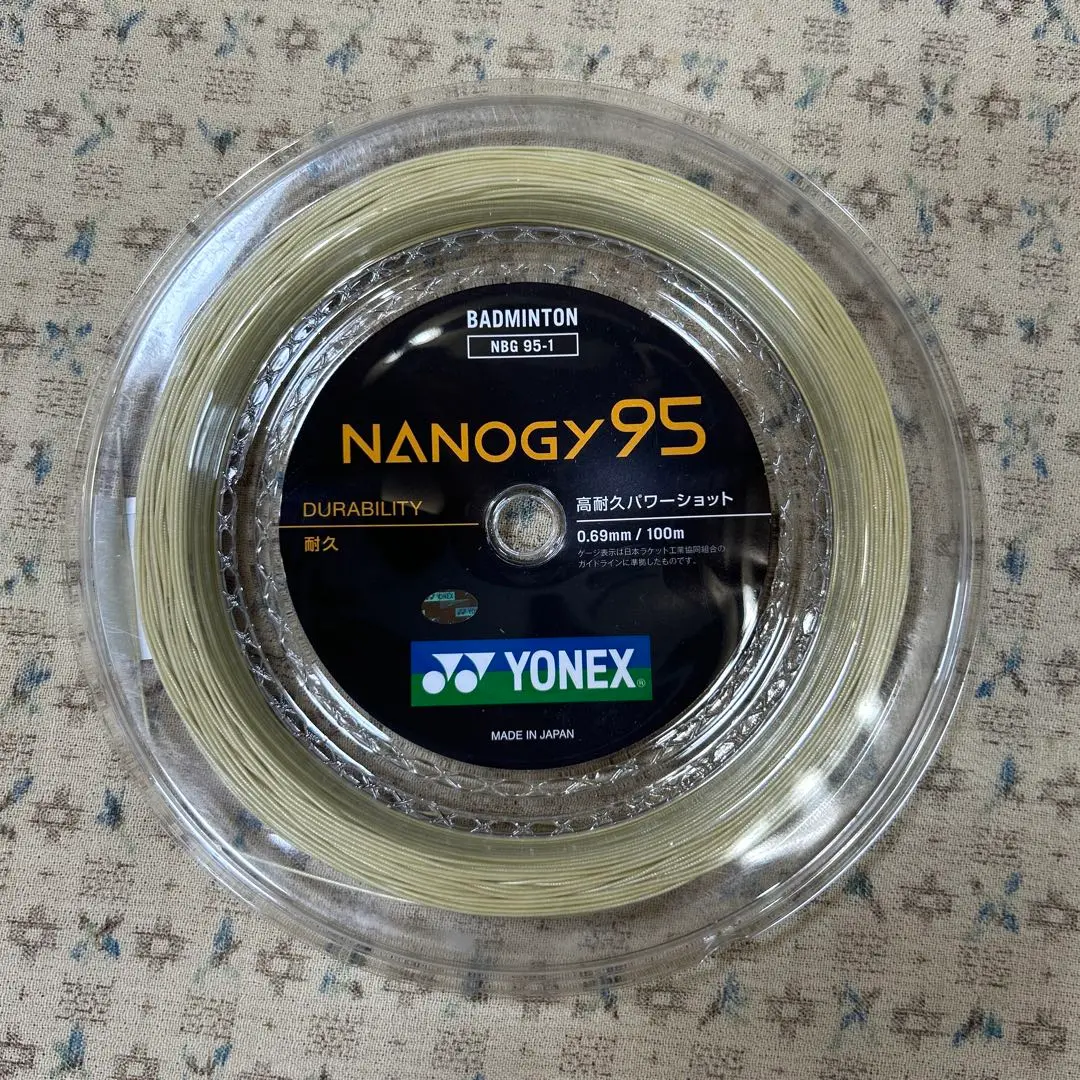 BADMINTON
NBG 95-1
NANOGY95
DURABILITY
耐久
高耐久パワーショット
0.69mm / 100m
ゲージ表示は日本ラケット工業協同組合の
ガイドラインに準拠したものです。
YONEX
YONEX®
MADE IN JAPAN